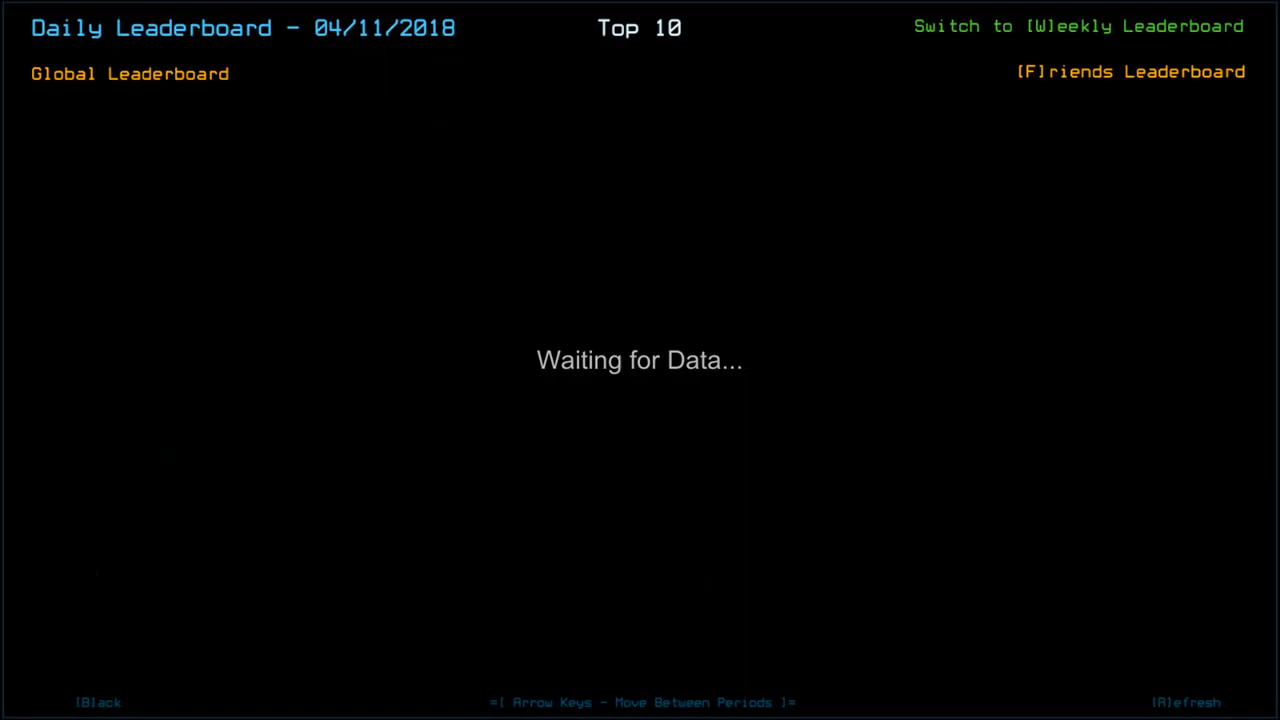 Daily Leaderboard - 04/11/2018
Top 10
Switch to [W]eekly Leaderboard
Global Leaderboard
[F]riends Leaderboard
Waiting for Data...
[B]ack
=[ Arrow Keys - Move Between Periods ]=
[R]efresh